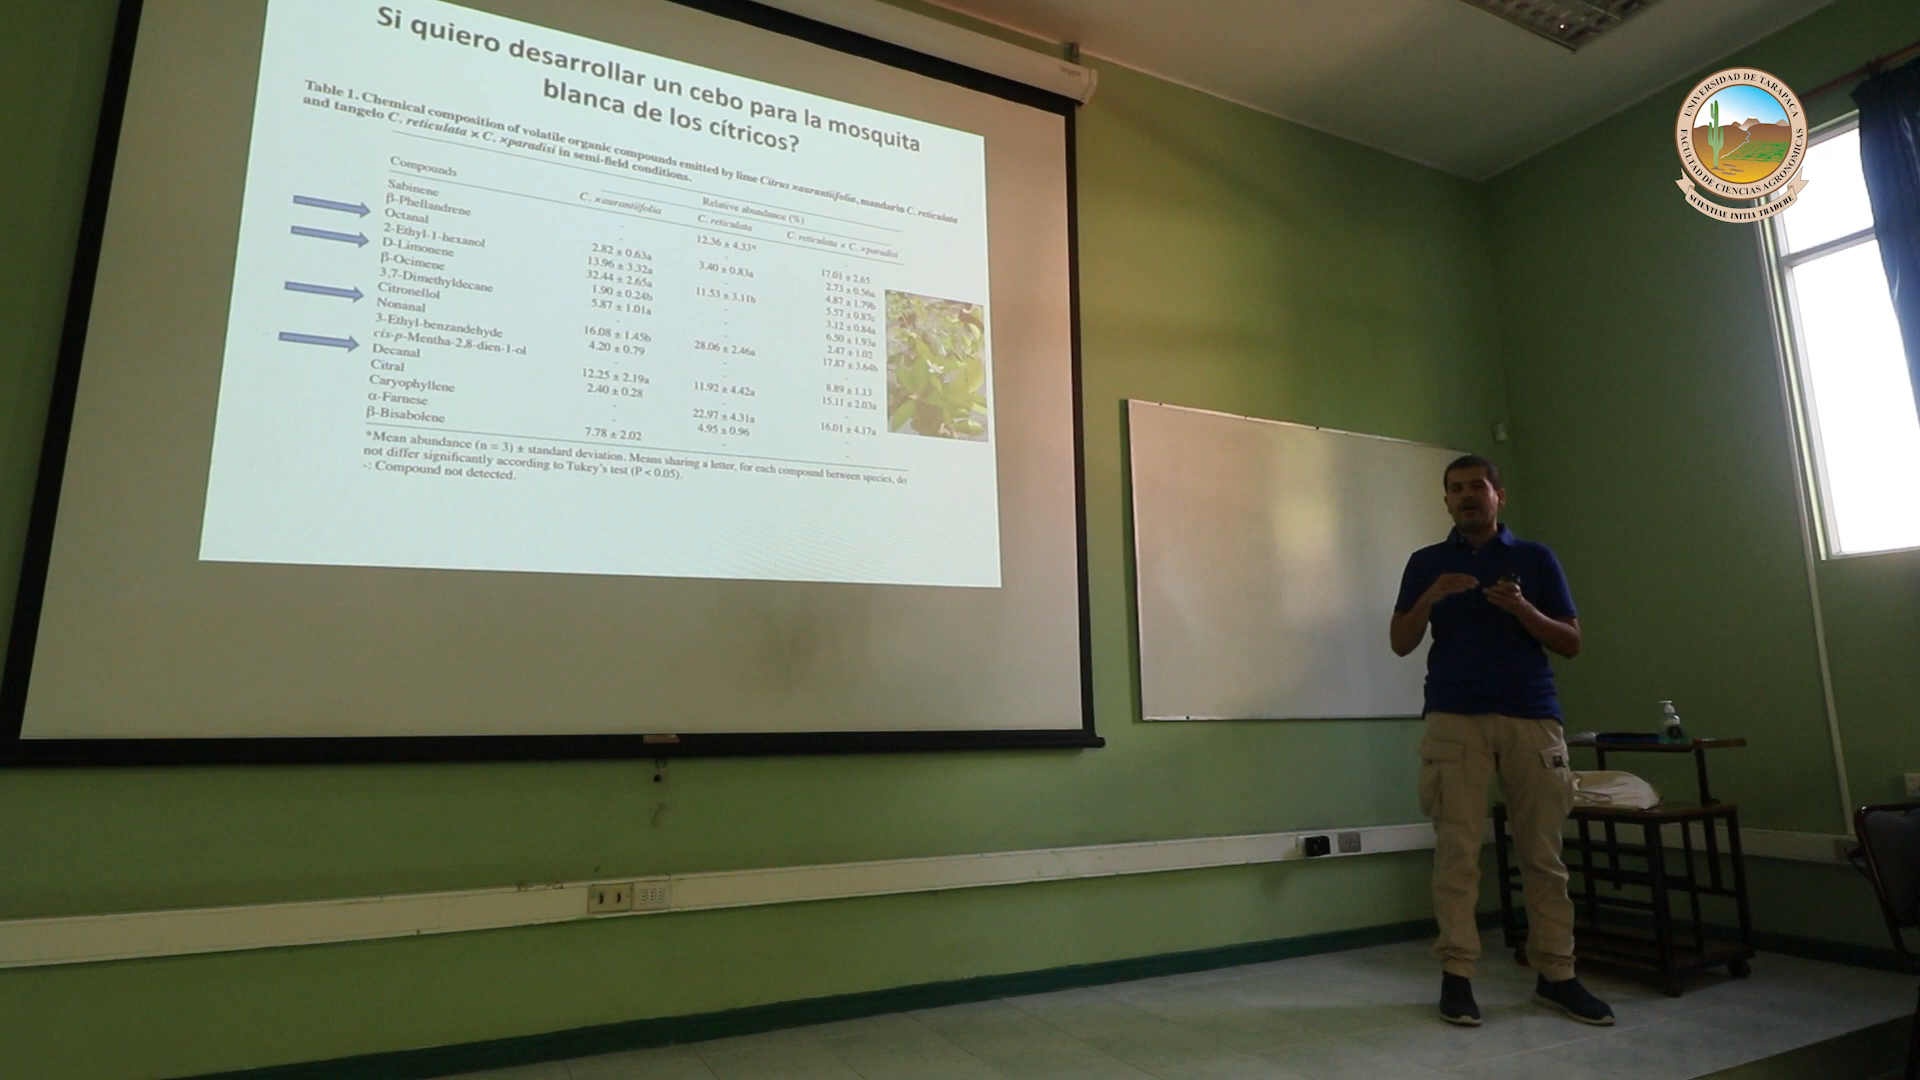 Si quiero desarrollar un cebo para la mosquita
blanca de los cítricos?
Table 1. Chemical composition of volatile organic compounds emitted by lime Citrus ×aurantiifolia, mandarin C. reticulata
and tangelo C. reticulata × C. ×paradisi in semi-field conditions.
Relative abundance (%)
Compounds C. ×aurantiifolia C. reticulata C. reticulata × C. ×paradisi
Sabinene - 12.36 ± 4.33* -
β-Phellandrene - - 17.01 ± 2.65
Octanal 2.82 ± 0.63a 3.40 ± 0.83a 2.73 ± 0.56a
2-Ethyl-1-hexanol 13.96 ± 3.32a - 4.87 ± 1.79b
D-Limonene 32.44 ± 2.65a 11.53 ± 3.11b 5.57 ± 0.87c
β-Ocimene 1.90 ± 0.24b - 3.12 ± 0.84a
3,7-Dimethyldecane 5.87 ± 1.01a - 6.50 ± 1.93a
Citronellol - - 2.47 ± 1.02
Nonanal 16.08 ± 1.45b 28.06 ± 2.46a 17.87 ± 3.64b
3-Ethyl-benzandehyde 4.20 ± 0.79 - -
cis-p-Mentha-2,8-dien-1-ol - - 8.89 ± 1.13
Decanal 12.25 ± 2.19a 11.92 ± 4.42a 15.11 ± 2.03a
Citral 2.40 ± 0.28 - -
Caryophyllene - 22.97 ± 4.31a 16.01 ± 4.17a
α-Farnese - 4.95 ± 0.96 -
β-Bisabolene 7.78 ± 2.02 - -
*Mean abundance (n = 3) ± standard deviation. Means sharing a letter, for each compound between species, do
not differ significantly according to Tukey's test (P < 0.05).
-: Compound not detected.
UNIVERSIDAD DE TARAPACÁ
FACULTAD DE CIENCIAS AGRONÓMICAS
SCIENTIAE INITIA TRADERE